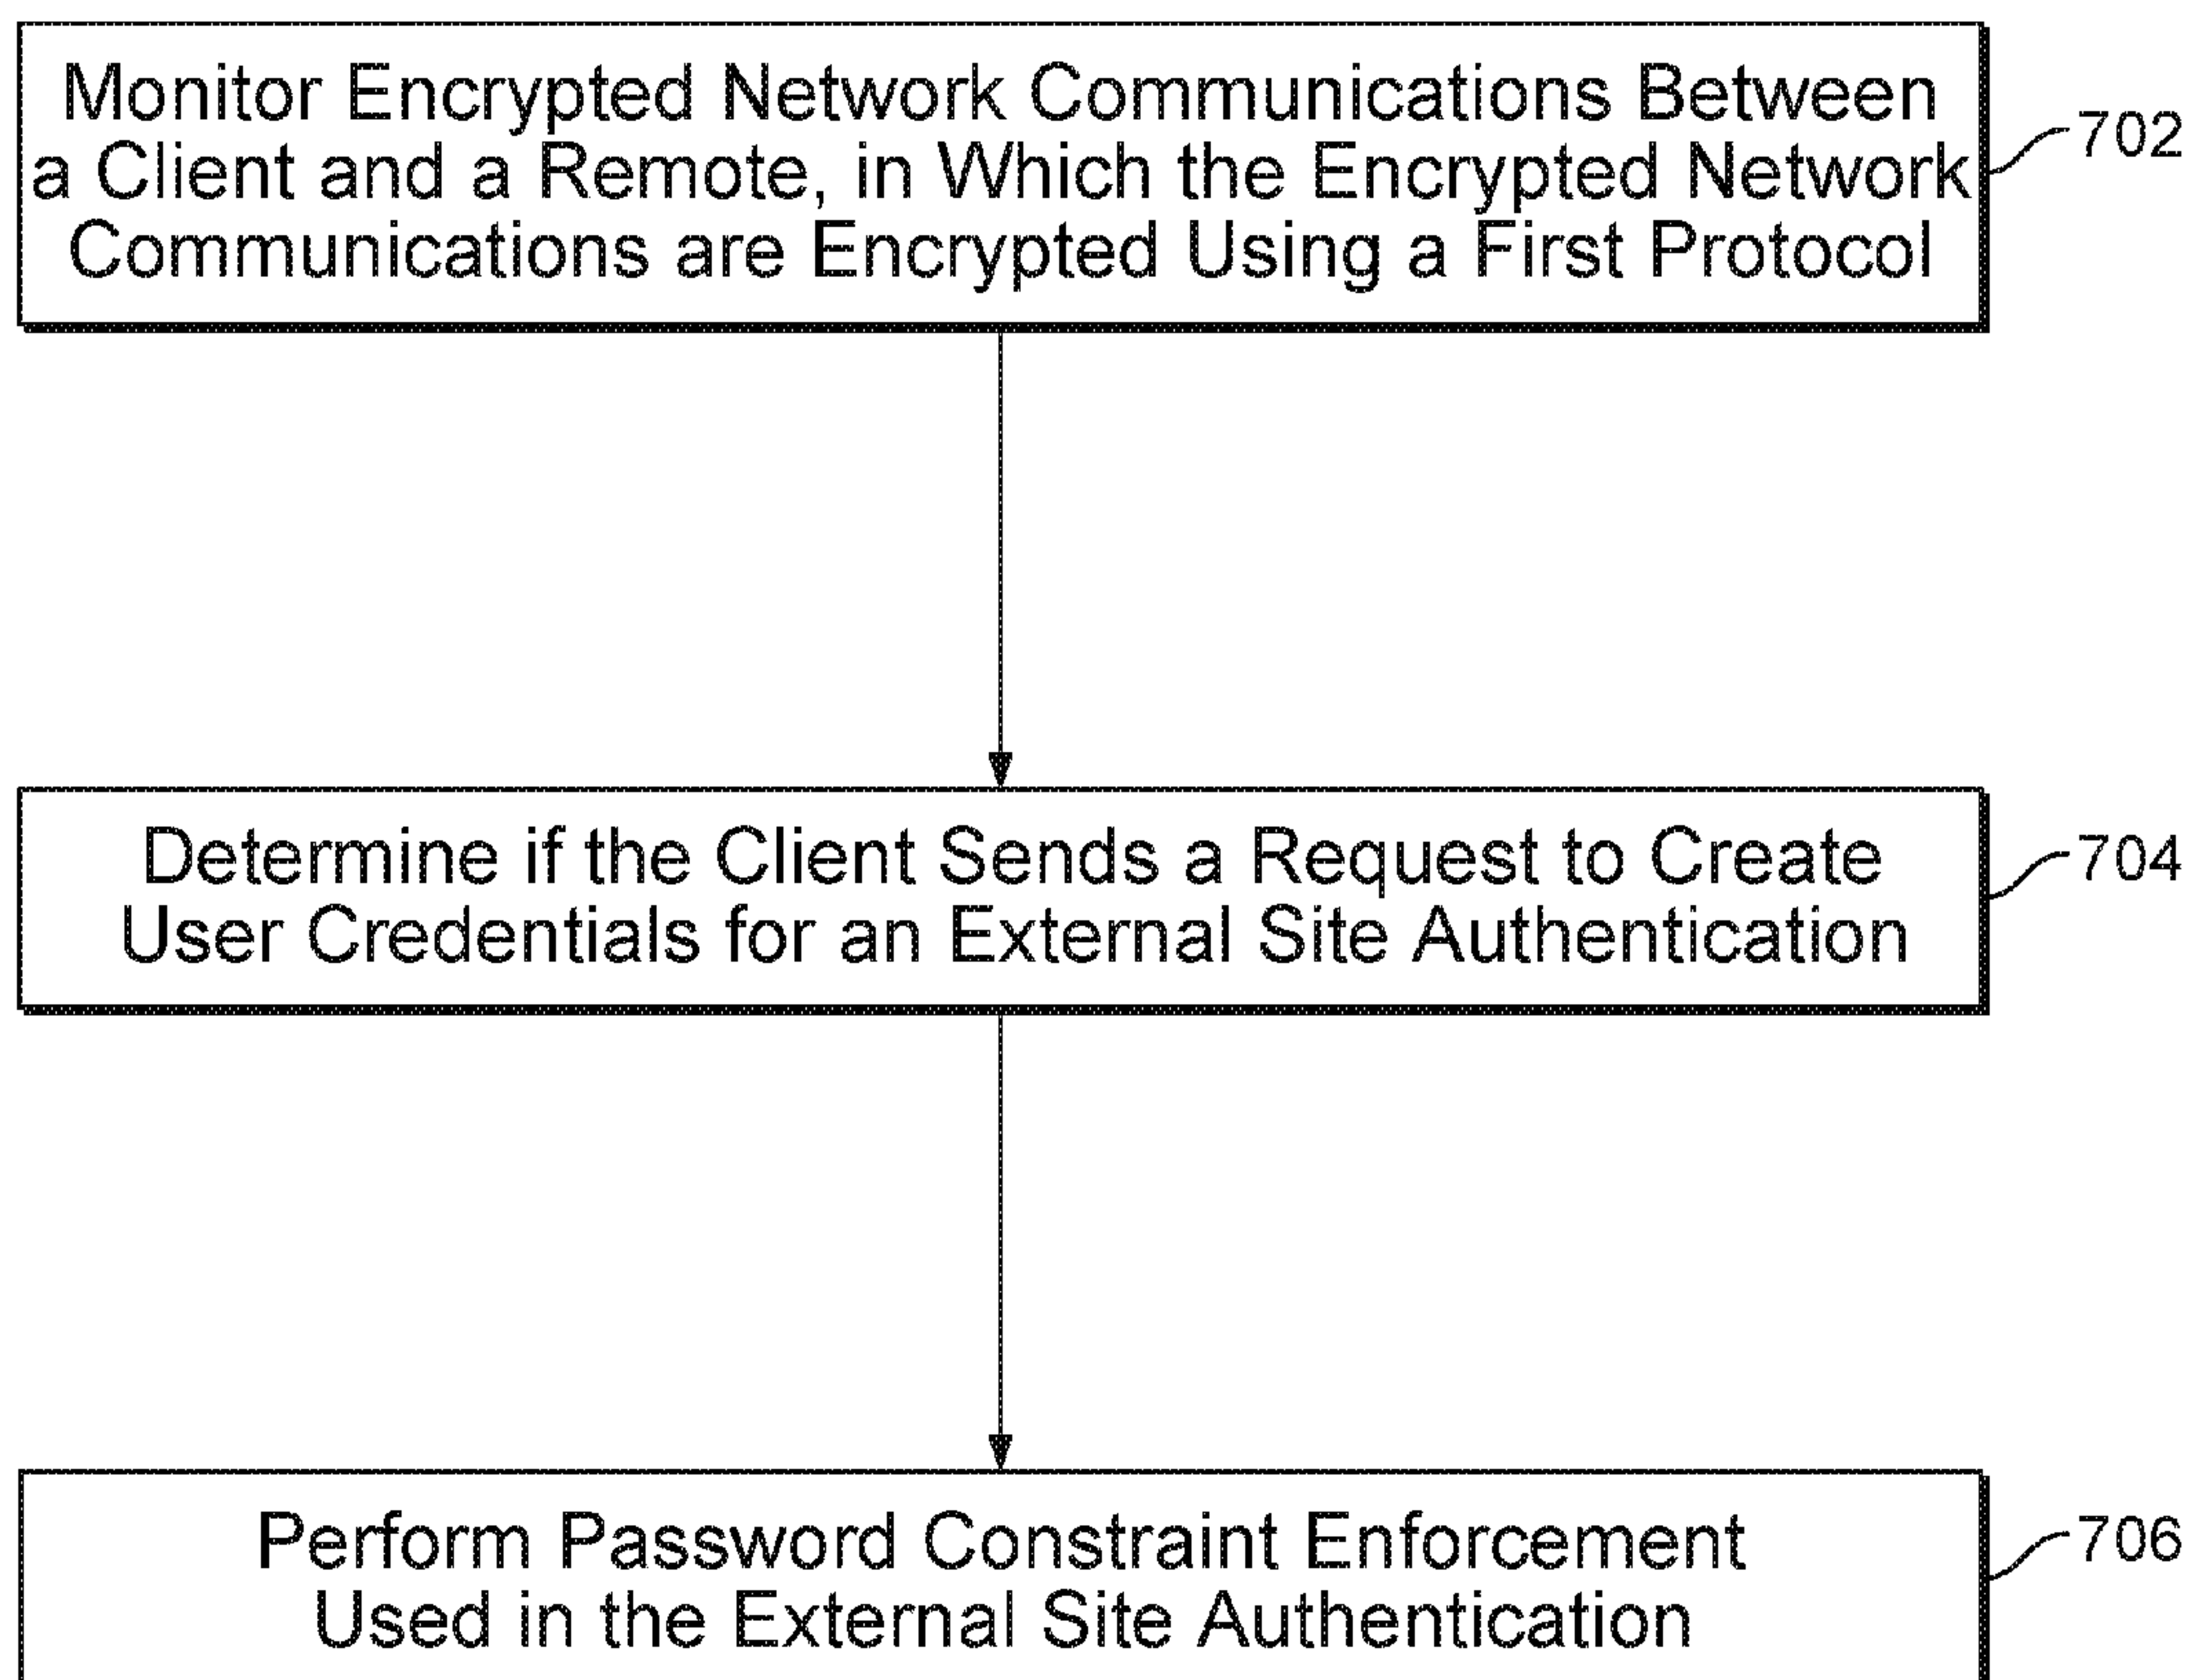 Monitor Encrypted Network Communications Between
a Client and a Remote, in Which the Encrypted Network
Communications are Encrypted Using a First Protocol
702
Determine if the Client Sends a Request to Create
User Credentials for an External Site Authentication
704
Perform Password Constraint Enforcement
Used in the External Site Authentication
706